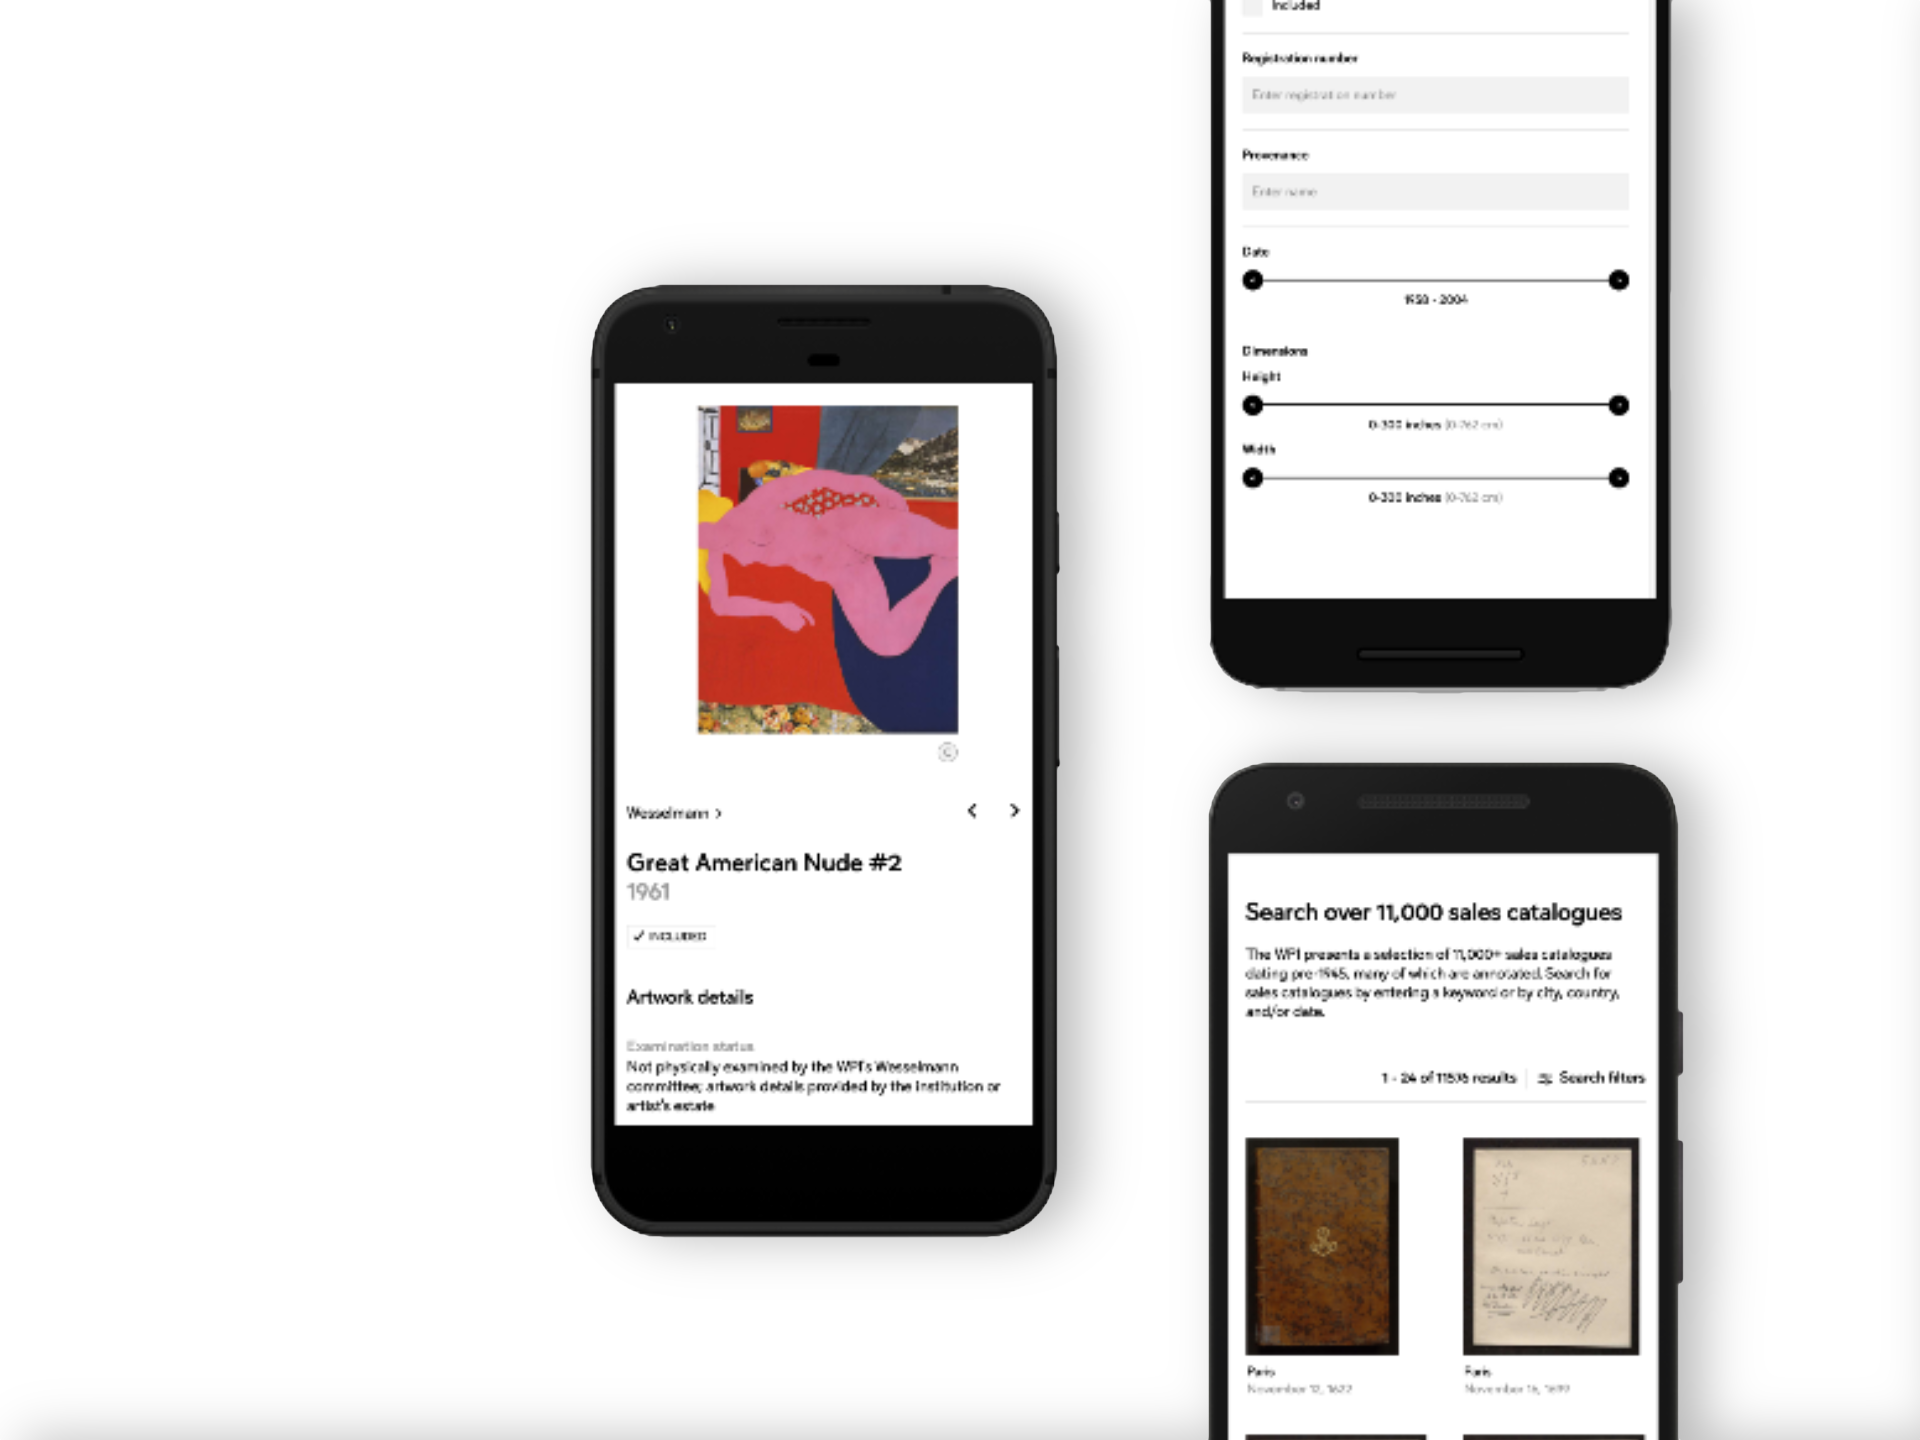 Wesselmann >
Great American Nude #2
1961
✓ INCLUDED
Artwork details
Examination status
Not physically examined by the WPI's Wesselmann
committee; artwork details provided by the institution or
artist's estate
Included
Registration number
Enter registration number
Provenance
Enter name
Date
1958 - 2004
Dimensions
Height
0-300 inches (0-762 cm)
Width
0-300 inches (0-762 cm)
Search over 11,000 sales catalogues
The WPI presents a selection of 11,000+ sales catalogues
dating pre-1945, many of which are annotated. Search for
sales catalogues by entering a keyword or by city, country,
and/or date.
1 - 24 of 11576 results
Search filters
Paris
Paris
November 12,
November